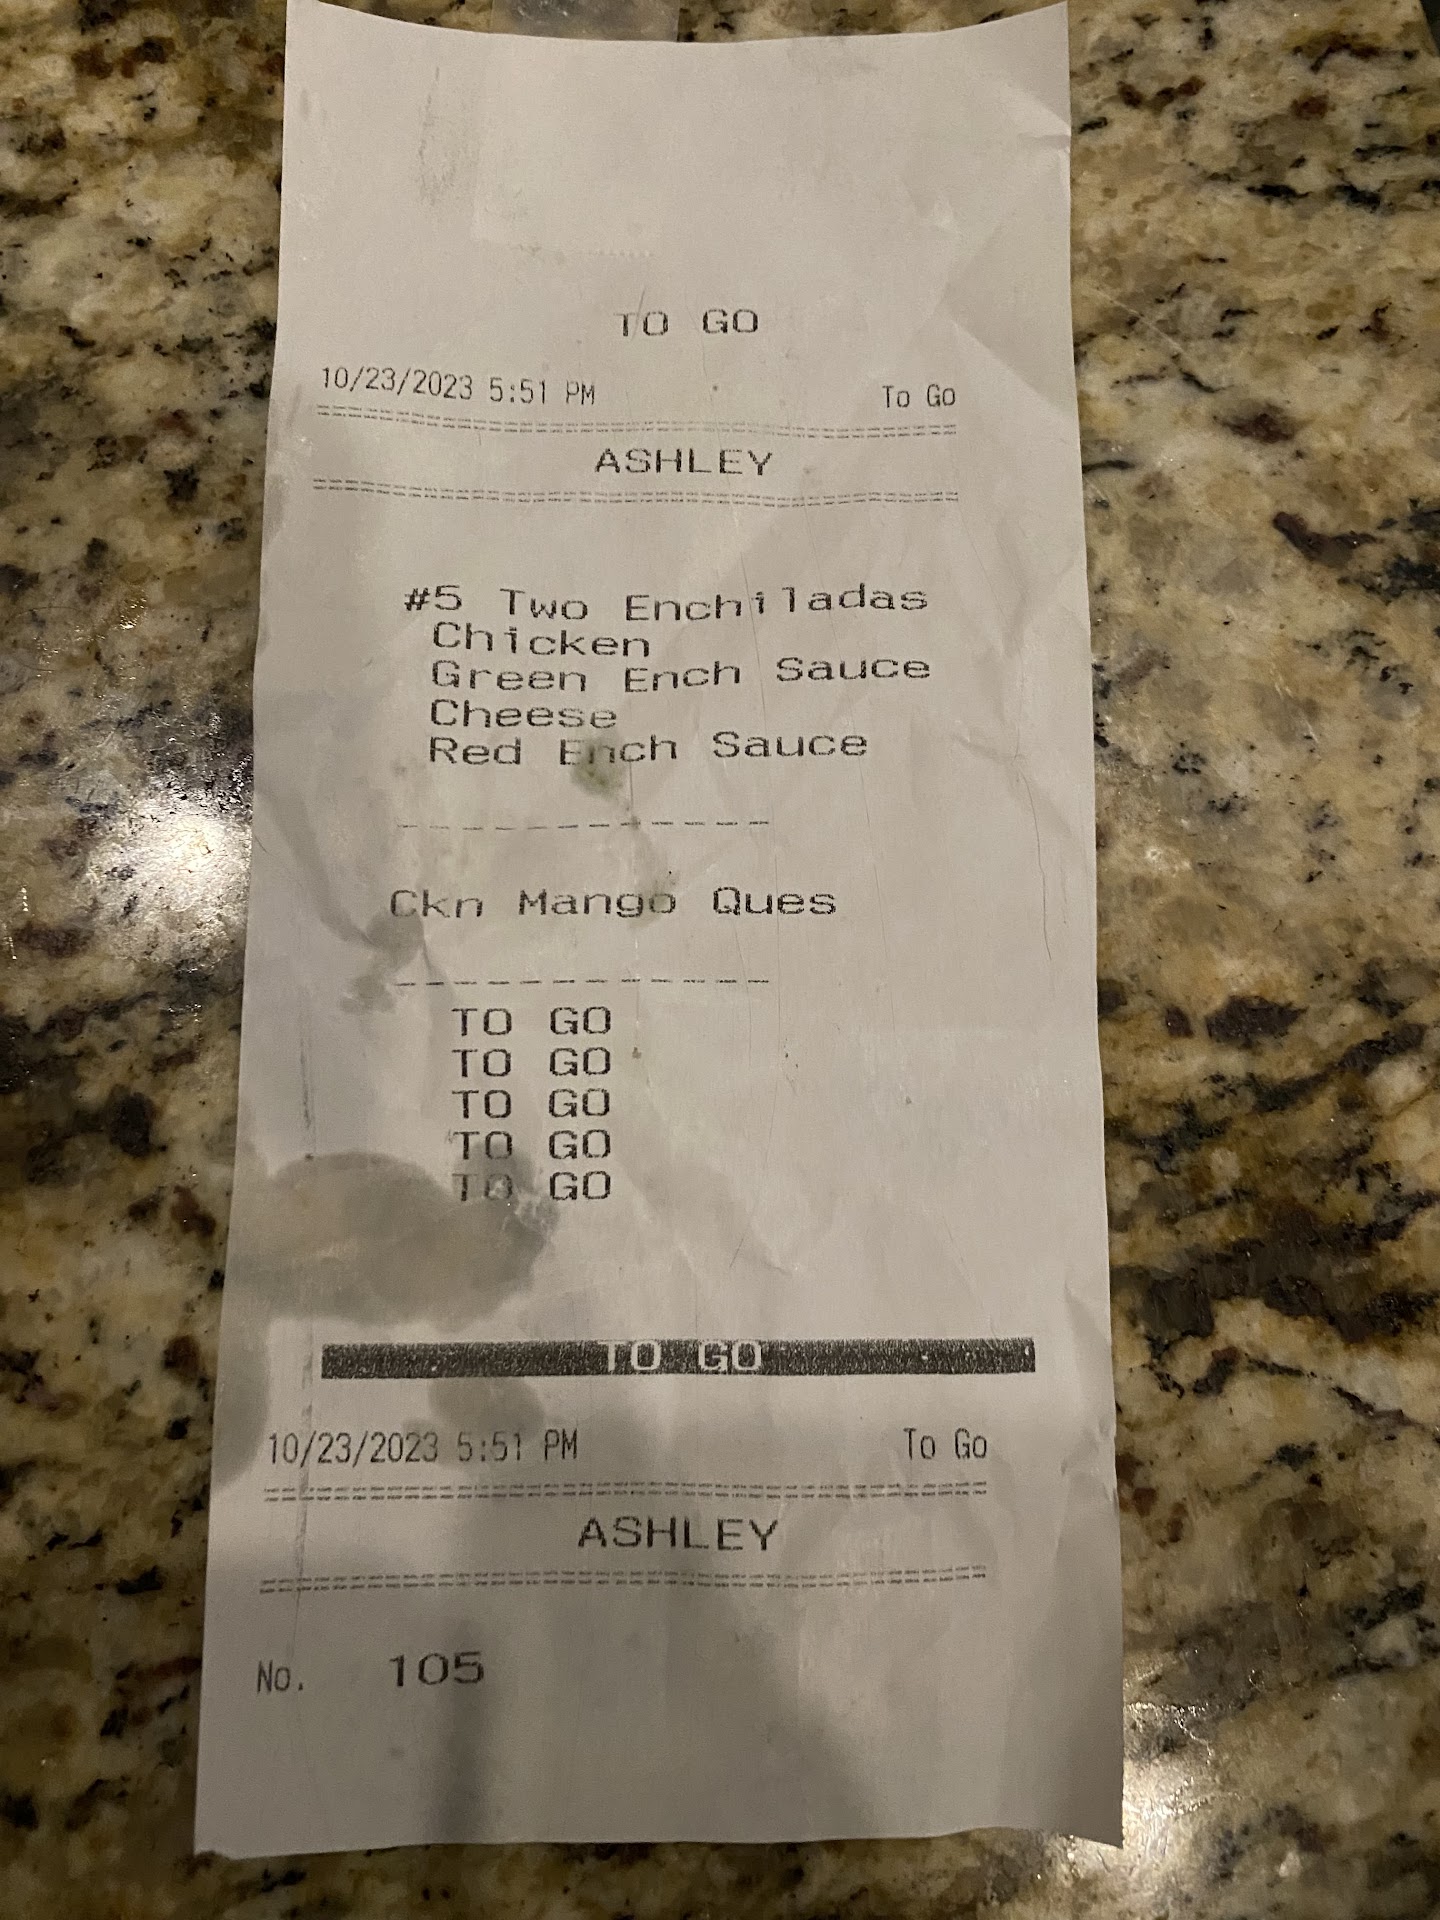 TO GO
10/23/2023 5:51 PM To Go
ASHLEY
#5 Two Enchiladas
Chicken
Green Ench Sauce
Cheese
Red Ench Sauce
Ckn Mango Ques
TO GO
TO GO
TO GO
TO GO
TO GO
TO GO
10/23/2023 5:51 PM To Go
ASHLEY
No. 105